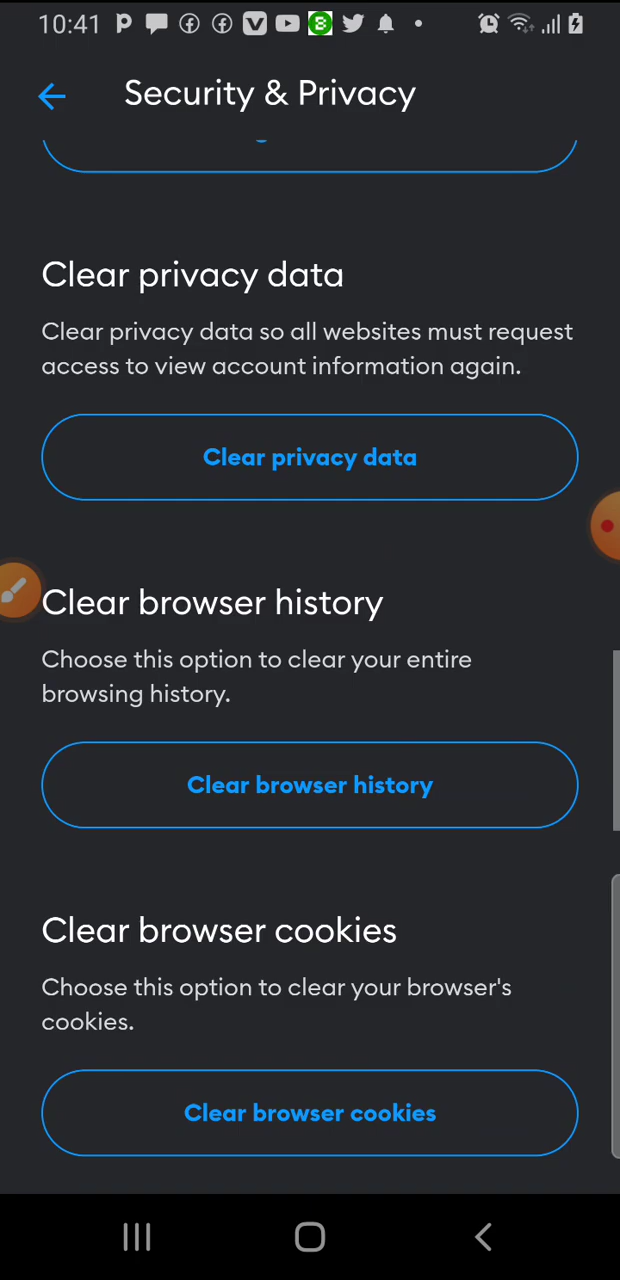 10:41
Security & Privacy
Clear privacy data
Clear privacy data so all websites must request
access to view account information again.
Clear privacy data
Clear browser history
Choose this option to clear your entire
browsing history.
Clear browser history
Clear browser cookies
Choose this option to clear your browser's
cookies.
Clear browser cookies